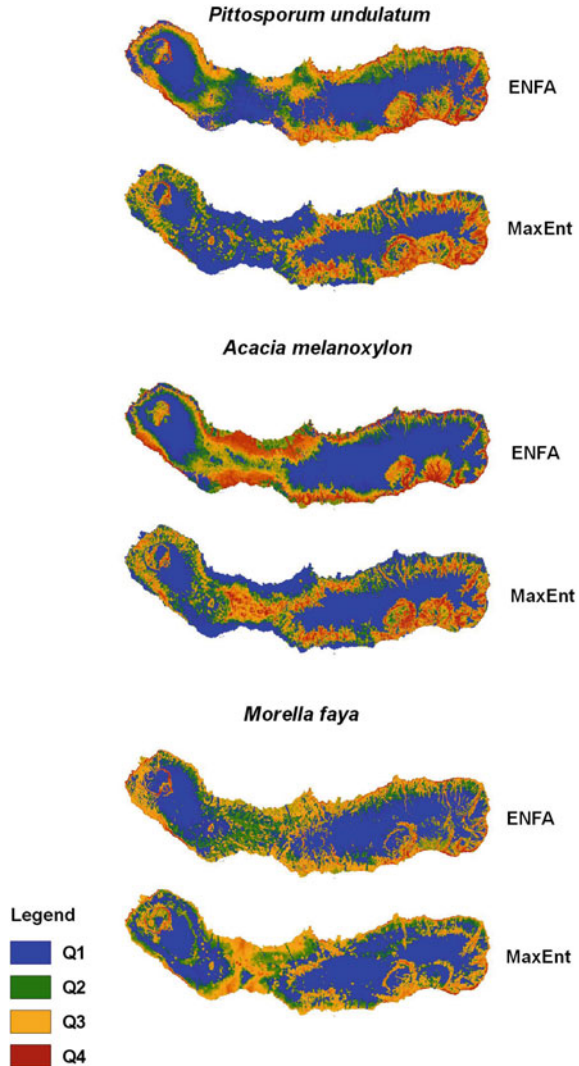 Pittosporum undulatum
ENFA
MaxEnt
Acacia melanoxylon
ENFA
MaxEnt
Morella faya
ENFA
MaxEnt
Legend
Q1
Q2
Q3
Q4